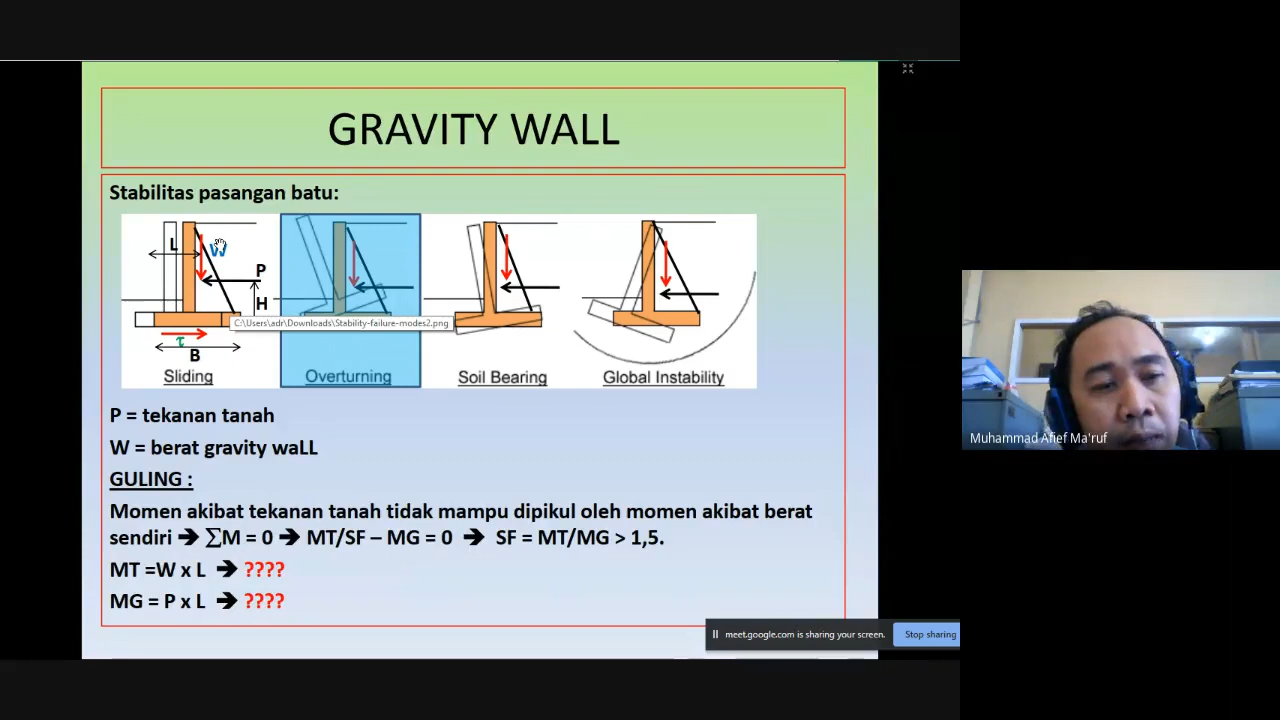 GRAVITY WALL
Stabilitas pasangan batu:
L
W
P
H
C:\Users\adr\Downloads\Stability-failure-modes2.png
τ
B
Sliding
Overturning
Soil Bearing
Global Instability
P = tekanan tanah
W = berat gravity waLL
GULING :
Momen akibat tekanan tanah tidak mampu dipikul oleh momen akibat berat
sendiri ➔ ∑M = 0 ➔ MT/SF – MG = 0 ➔ SF = MT/MG > 1,5.
MT =W x L ➔ ????
MG = P x L ➔ ????
meet.google.com is sharing your screen.
Stop sharing
Muhammad Afief Ma'ruf